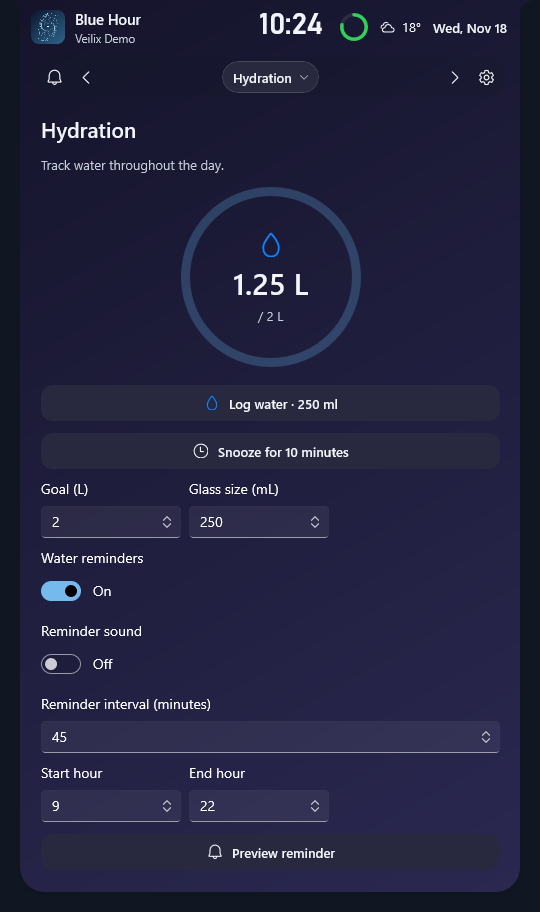 Blue Hour
Veilix Demo
10:24
18°
Wed, Nov 18
Hydration
Hydration
Track water throughout the day.
1.25 L
/ 2 L
Log water · 250 ml
Snooze for 10 minutes
Goal (L)
Glass size (mL)
2
250
Water reminders
On
Reminder sound
Off
Reminder interval (minutes)
45
Start hour
End hour
9
22
Preview reminder